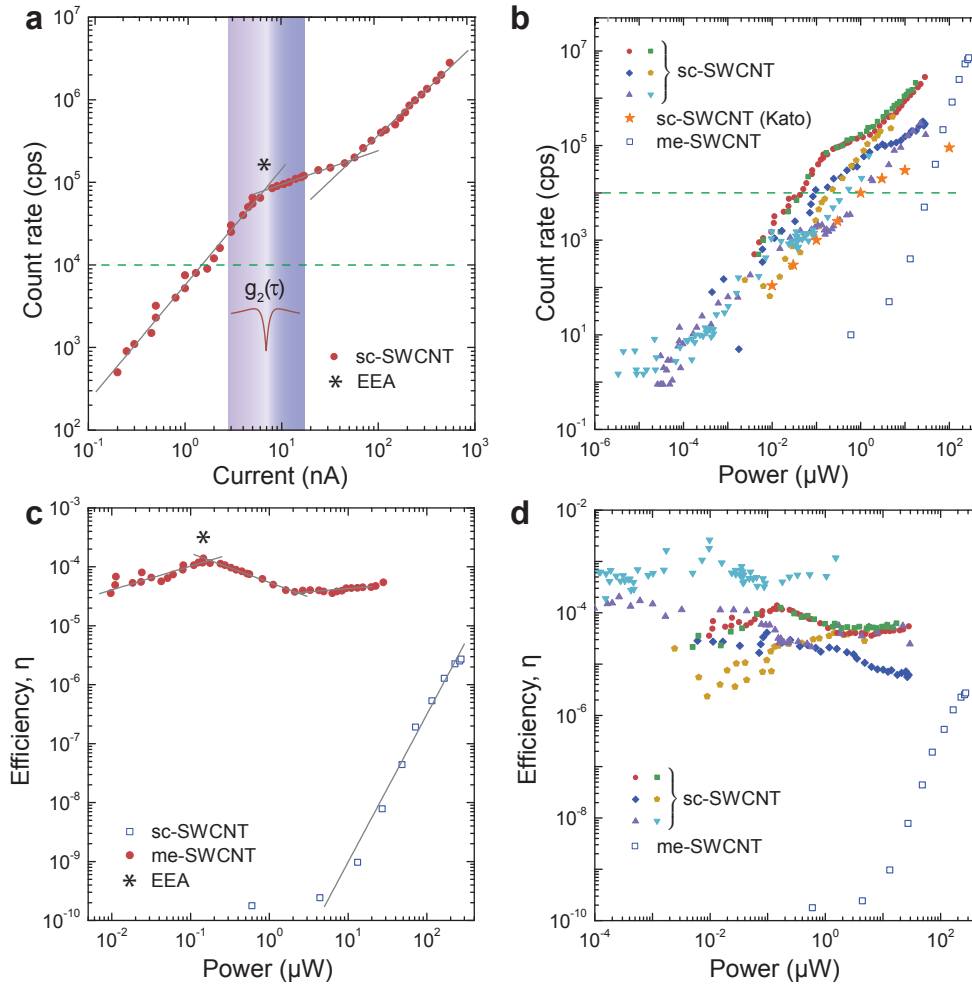 a
Count rate (cps)
10^7
10^6
10^5
10^4
10^3
10^2
*
g_2(τ)
sc-SWCNT
* EEA
10^-1 10^0 10^1 10^2 10^3
Current (nA)
b
Count rate (cps)
10^7
10^5
10^3
10^1
10^-1
sc-SWCNT
sc-SWCNT (Kato)
me-SWCNT
10^-6 10^-4 10^-2 10^0 10^2
Power (µW)
c
Efficiency, η
10^-3
10^-4
10^-5
10^-6
10^-7
10^-8
10^-9
10^-10
*
sc-SWCNT
me-SWCNT
* EEA
10^-2 10^-1 10^0 10^1 10^2
Power (µW)
d
Efficiency, η
10^-2
10^-4
10^-6
10^-8
10^-10
sc-SWCNT
me-SWCNT
10^-4 10^-2 10^0 10^2
Power (µW)